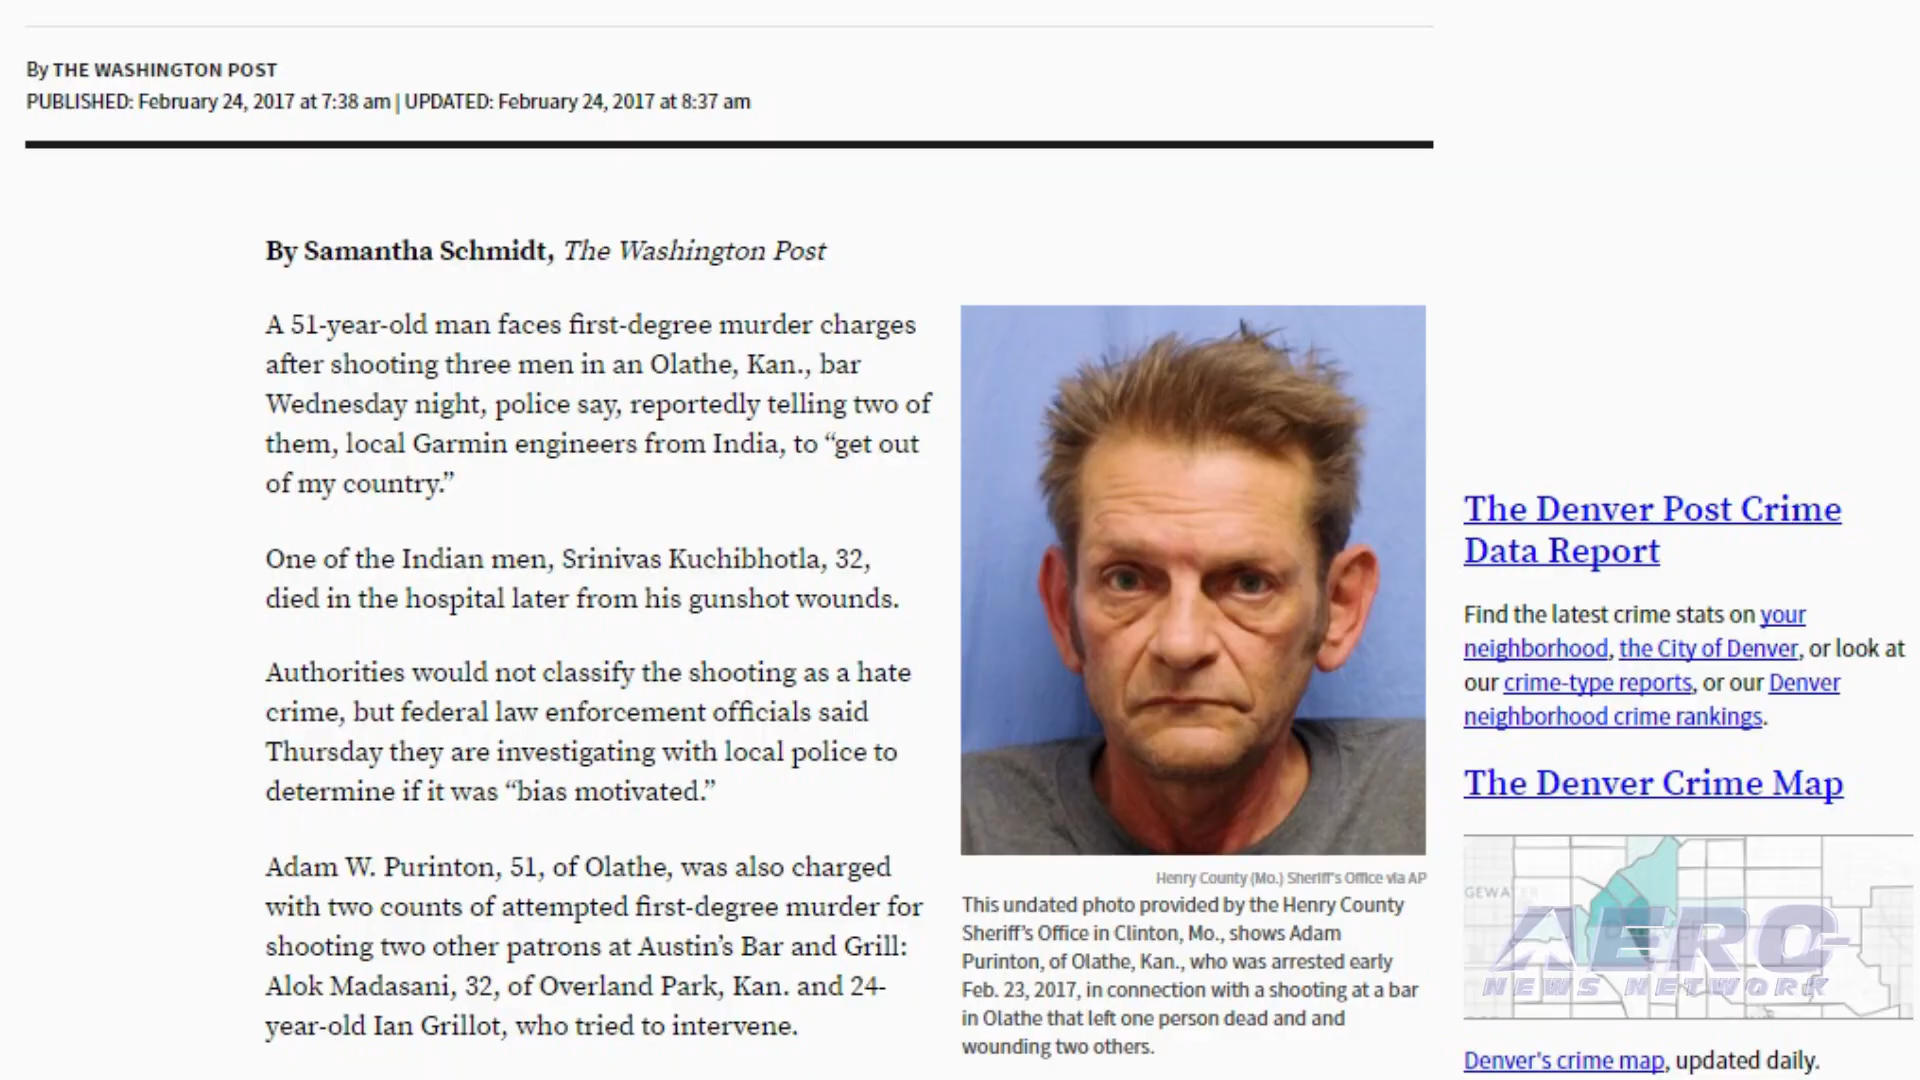 By THE WASHINGTON POST
PUBLISHED: February 24, 2017 at 7:38 am | UPDATED: February 24, 2017 at 8:37 am
By Samantha Schmidt, The Washington Post
A 51-year-old man faces first-degree murder charges
after shooting three men in an Olathe, Kan., bar
Wednesday night, police say, reportedly telling two of
them, local Garmin engineers from India, to “get out
of my country.”
One of the Indian men, Srinivas Kuchibhotla, 32,
died in the hospital later from his gunshot wounds.
Authorities would not classify the shooting as a hate
crime, but federal law enforcement officials said
Thursday they are investigating with local police to
determine if it was “bias motivated.”
Adam W. Purinton, 51, of Olathe, was also charged
with two counts of attempted first-degree murder for
shooting two other patrons at Austin’s Bar and Grill:
Alok Madasani, 32, of Overland Park, Kan. and 24-
year-old Ian Grillot, who tried to intervene.
Henry County (Mo.) Sheriff's Office via AP
This undated photo provided by the Henry County
Sheriff’s Office in Clinton, Mo., shows Adam
Purinton, of Olathe, Kan., who was arrested early
Feb. 23, 2017, in connection with a shooting at a bar
in Olathe that left one person dead and and
wounding two others.
The Denver Post Crime
Data Report
Find the latest crime stats on your
neighborhood, the City of Denver, or look at
our crime-type reports, or our Denver
neighborhood crime rankings.
The Denver Crime Map
AERO
NEWS NETWORK
Denver's crime map, updated daily.